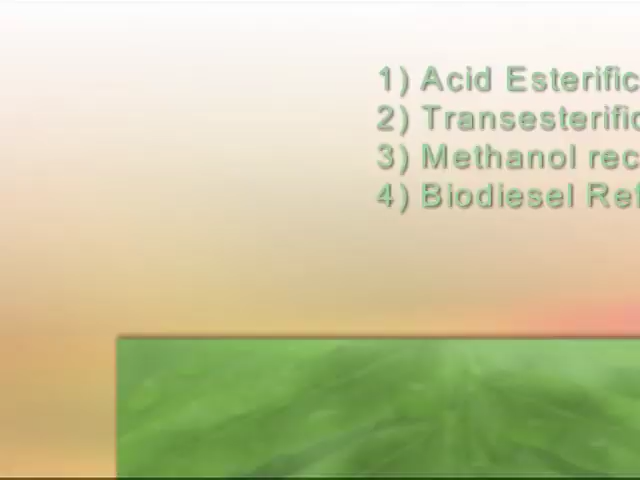 1) Acid Esterific
2) Transesterific
3) Methanol rec
4) Biodiesel Ref